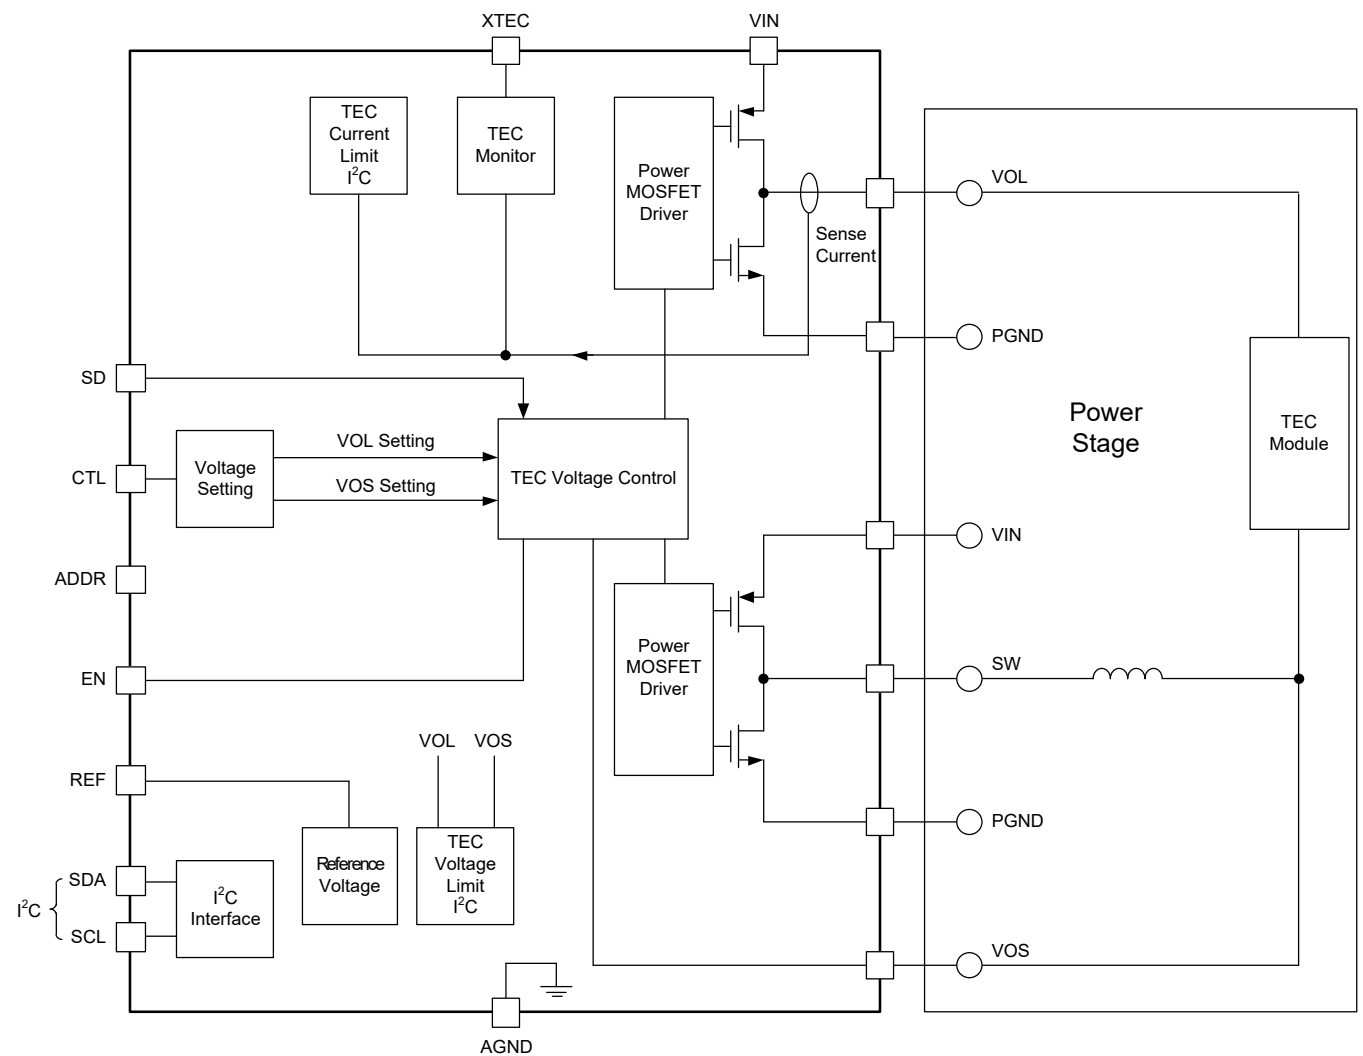 XTEC
VIN
TEC
Current
Limit
I²C
TEC
Monitor
Power
MOSFET
Driver
VOL
Sense
Current
PGND
SD
Power
Stage
TEC
Module
CTL
Voltage
Setting
VOL Setting
VOS Setting
TEC Voltage Control
VIN
ADDR
Power
MOSFET
Driver
EN
SW
VOL
VOS
REF
PGND
Reference
Voltage
TEC
Voltage
Limit
I²C
SDA
I²C
SCL
I²C
Interface
VOS
AGND